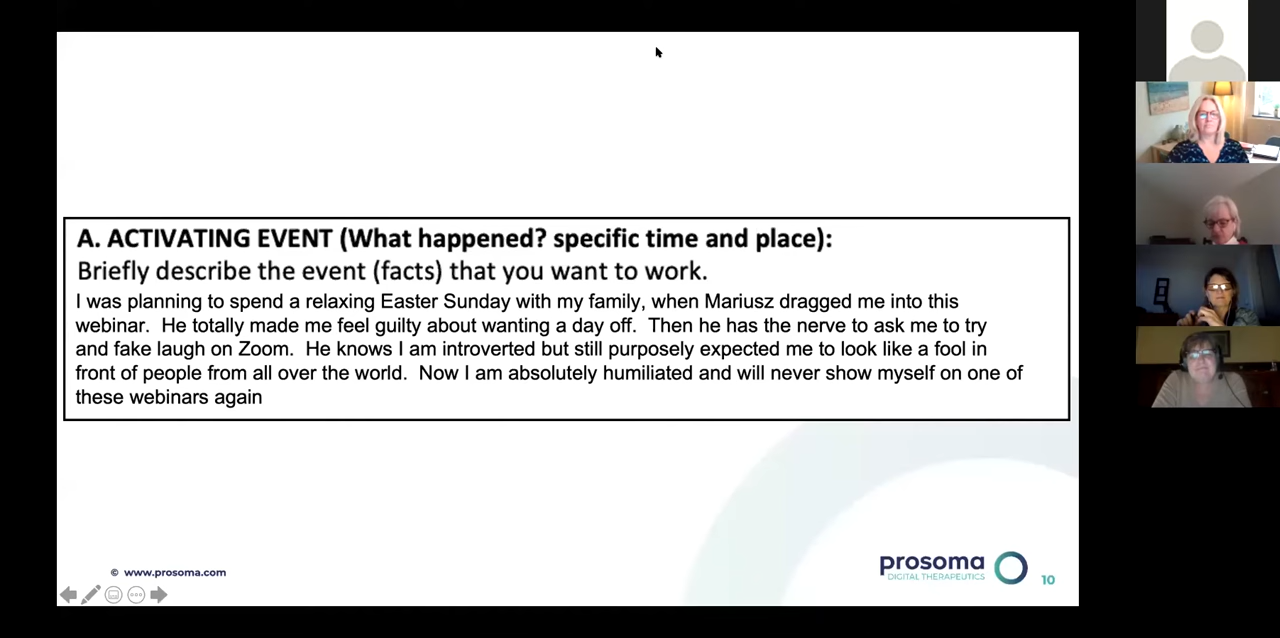 A. ACTIVATING EVENT (What happened? specific time and place):
Briefly describe the event (facts) that you want to work.
I was planning to spend a relaxing Easter Sunday with my family, when Mariusz dragged me into this
webinar.  He totally made me feel guilty about wanting a day off.  Then he has the nerve to ask me to try
and fake laugh on Zoom.  He knows I am introverted but still purposely expected me to look like a fool in
front of people from all over the world.  Now I am absolutely humiliated and will never show myself on one of
these webinars again
© www.prosoma.com
prosoma
DIGITAL THERAPEUTICS
10